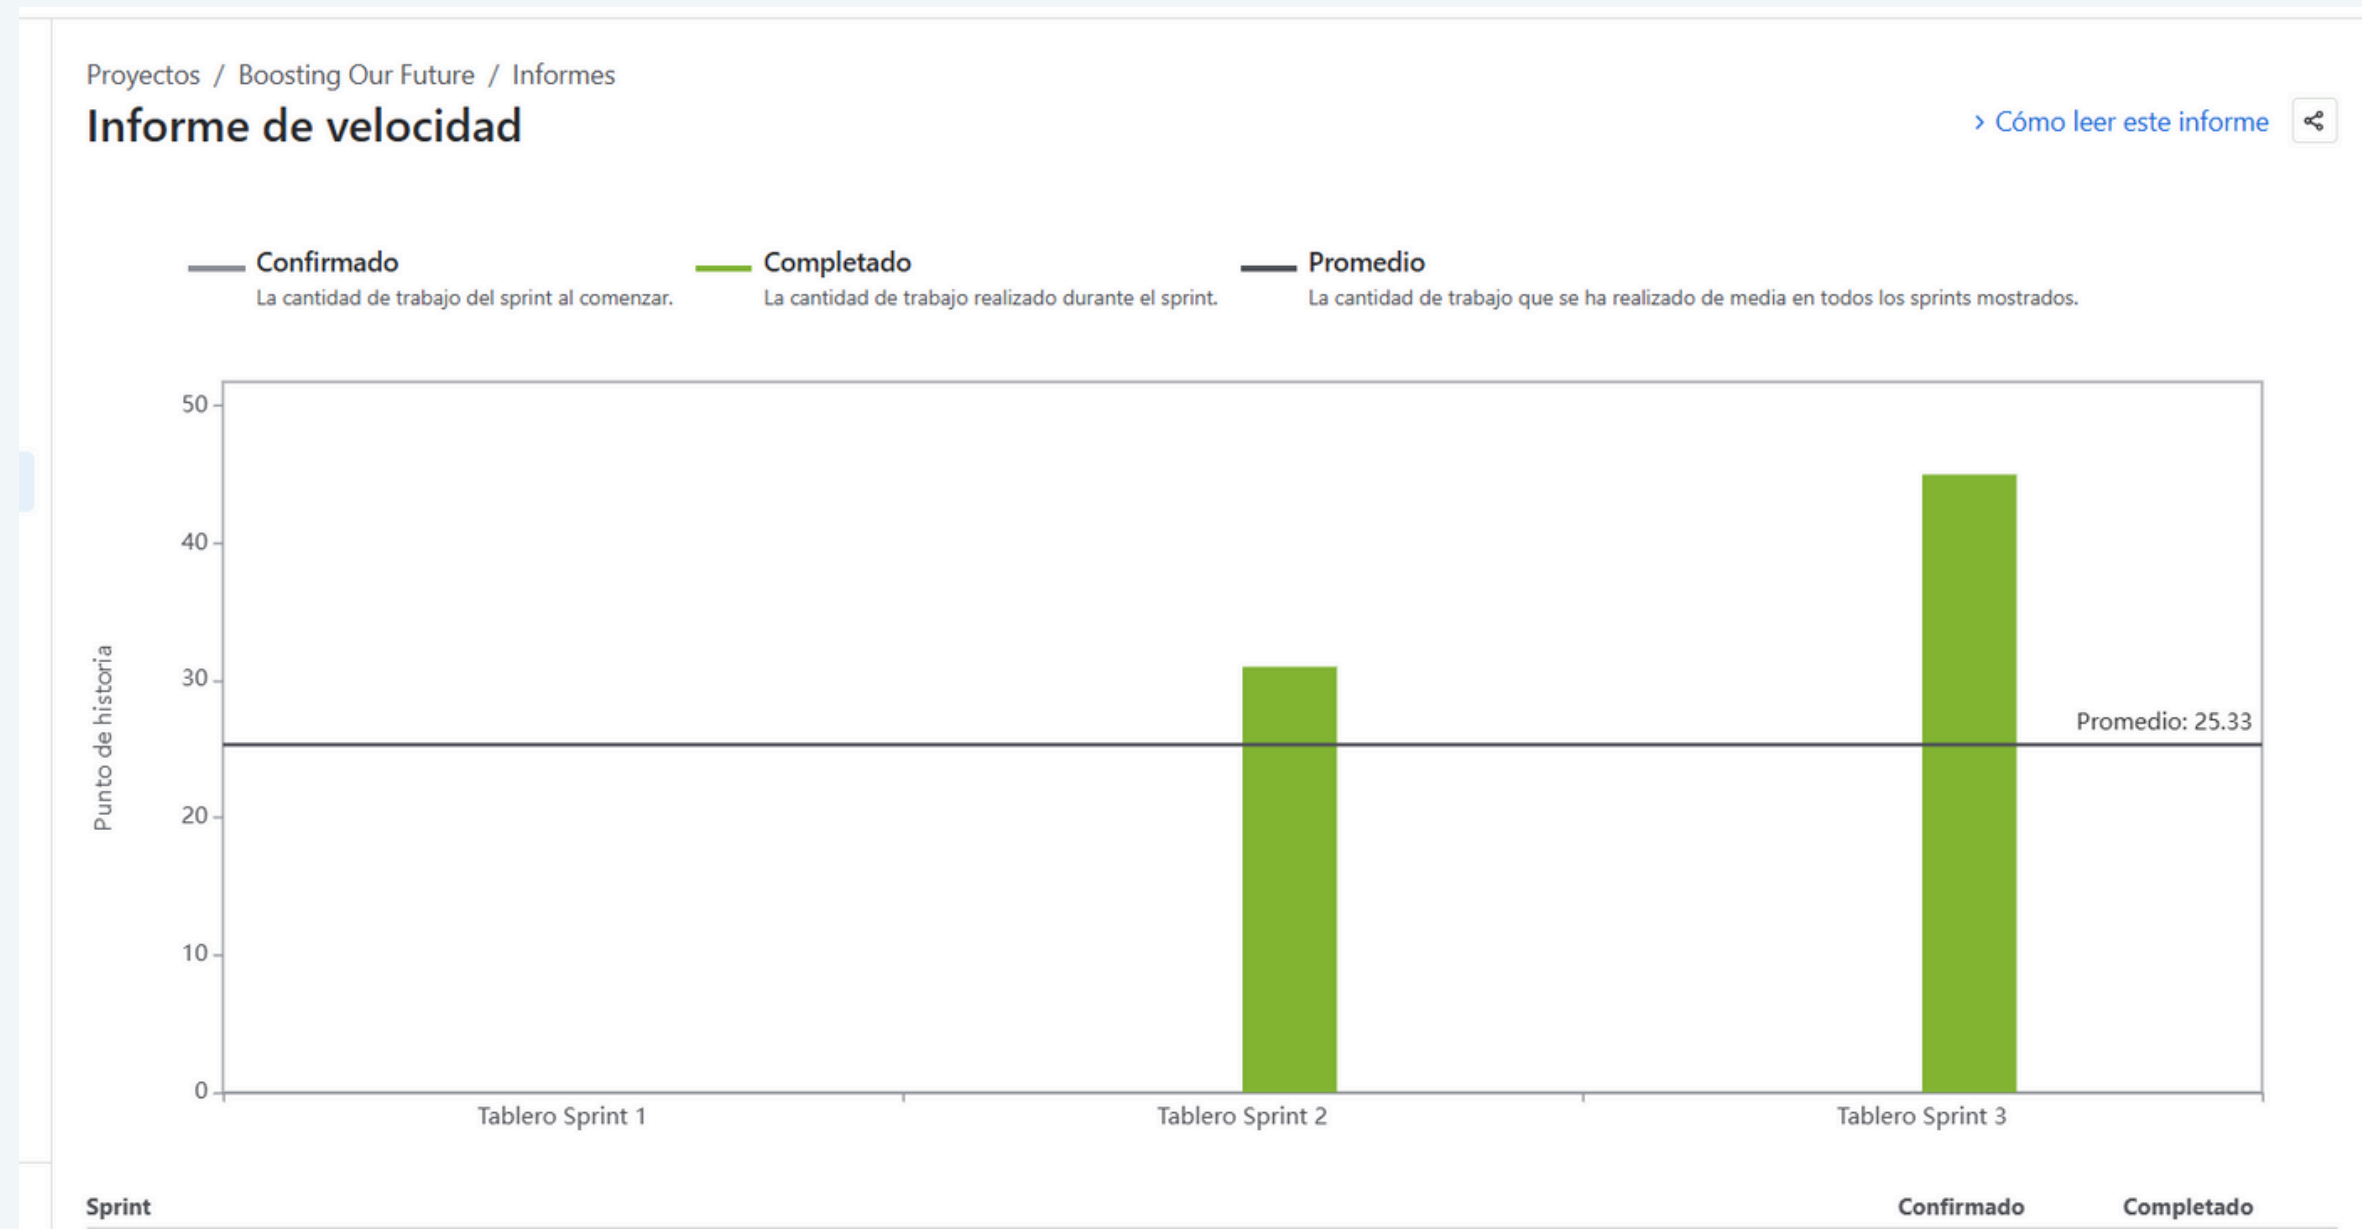 Proyectos / Boosting Our Future / Informes
Informe de velocidad
Cómo leer este informe
Confirmado
La cantidad de trabajo del sprint al comenzar.
Completado
La cantidad de trabajo realizado durante el sprint.
Promedio
La cantidad de trabajo que se ha realizado de media en todos los sprints mostrados.
50
40
30
20
10
0
Punto de historia
Promedio: 25.33
Tablero Sprint 1
Tablero Sprint 2
Tablero Sprint 3
Sprint Confirmado Completado